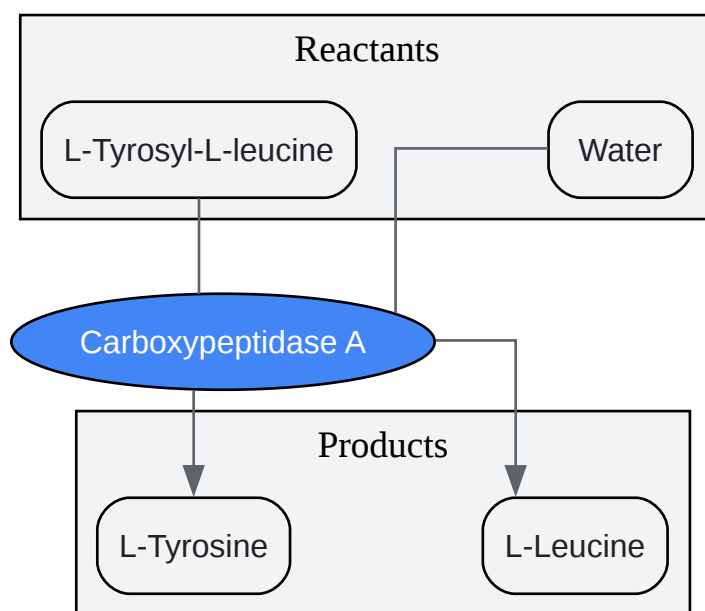 Reactants
L-Tyrosyl-L-leucine
Water
Carboxypeptidase A
Products
L-Tyrosine
L-Leucine